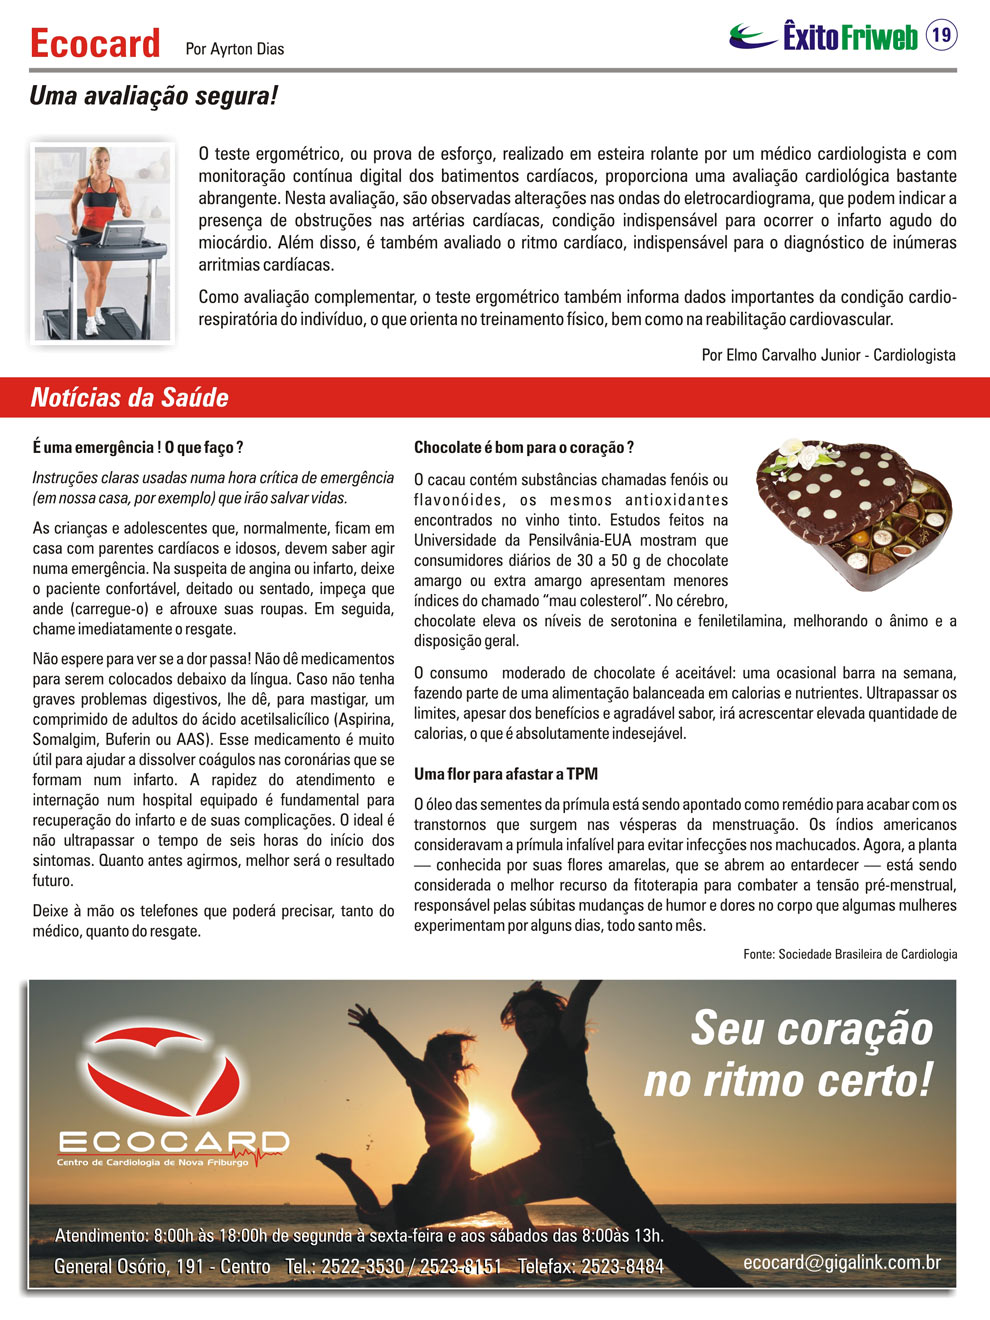 Ecocard
Por Ayrton Dias
ÊxitoFriweb
19
Uma avaliação segura!
O teste ergométrico, ou prova de esforço, realizado em esteira rolante por um médico cardiologista e com
monitoração contínua digital dos batimentos cardíacos, proporciona uma avaliação cardiológica bastante
abrangente. Nesta avaliação, são observadas alterações nas ondas do eletrocardiograma, que podem indicar a
presença de obstruções nas artérias cardíacas, condição indispensável para ocorrer o infarto agudo do
miocárdio. Além disso, é também avaliado o ritmo cardíaco, indispensável para o diagnóstico de inúmeras
arritmias cardíacas.
Como avaliação complementar, o teste ergométrico também informa dados importantes da condição cardio-
respiratória do indivíduo, o que orienta no treinamento físico, bem como na reabilitação cardiovascular.
Por Elmo Carvalho Junior - Cardiologista
Notícias da Saúde
É uma emergência ! O que faço ?
Instruções claras usadas numa hora crítica de emergência
(em nossa casa, por exemplo) que irão salvar vidas.
As crianças e adolescentes que, normalmente, ficam em
casa com parentes cardíacos e idosos, devem saber agir
numa emergência. Na suspeita de angina ou infarto, deixe
o paciente confortável, deitado ou sentado, impeça que
ande (carregue-o) e afrouxe suas roupas. Em seguida,
chame imediatamente o resgate.
Não espere para ver se a dor passa! Não dê medicamentos
para serem colocados debaixo da língua. Caso não tenha
graves problemas digestivos, lhe dê, para mastigar, um
comprimido de adultos do ácido acetilsalicílico (Aspirina,
Somalgim, Buferin ou AAS). Esse medicamento é muito
útil para ajudar a dissolver coágulos nas coronárias que se
formam num infarto. A rapidez do atendimento e
internação num hospital equipado é fundamental para
recuperação do infarto e de suas complicações. O ideal é
não ultrapassar o tempo de seis horas do início dos
sintomas. Quanto antes agirmos, melhor será o resultado
futuro.
Deixe à mão os telefones que poderá precisar, tanto do
médico, quanto do resgate.
Chocolate é bom para o coração ?
O cacau contém substâncias chamadas fenóis ou
flavonóides, os mesmos antioxidantes
encontrados no vinho tinto. Estudos feitos na
Universidade da Pensilvânia-EUA mostram que
consumidores diários de 30 a 50 g de chocolate
amargo ou extra amargo apresentam menores
índices do chamado “mau colesterol”. No cérebro,
chocolate eleva os níveis de serotonina e feniletilamina, melhorando o ânimo e a
disposição geral.
O consumo moderado de chocolate é aceitável: uma ocasional barra na semana,
fazendo parte de uma alimentação balanceada em calorias e nutrientes. Ultrapassar os
limites, apesar dos benefícios e agradável sabor, irá acrescentar elevada quantidade de
calorias, o que é absolutamente indesejável.
Uma flor para afastar a TPM
O óleo das sementes da prímula está sendo apontado como remédio para acabar com os
transtornos que surgem nas vésperas da menstruação. Os índios americanos
consideravam a prímula infalível para evitar infecções nos machucados. Agora, a planta
— conhecida por suas flores amarelas, que se abrem ao entardecer — está sendo
considerada o melhor recurso da fitoterapia para combater a tensão pré-menstrual,
responsável pelas súbitas mudanças de humor e dores no corpo que algumas mulheres
experimentam por alguns dias, todo santo mês.
Fonte: Sociedade Brasileira de Cardiologia
Seu coração
no ritmo certo!
ECOCARD
Centro de Cardiologia de Nova Friburgo
Atendimento: 8:00h às 18:00h de segunda à sexta-feira e aos sábados das 8:00às 13h.
General Osório, 191 - Centro Tel.: 2522-3530 / 2523-8151 Telefax: 2523-8484
ecocard@gigalink.com.br